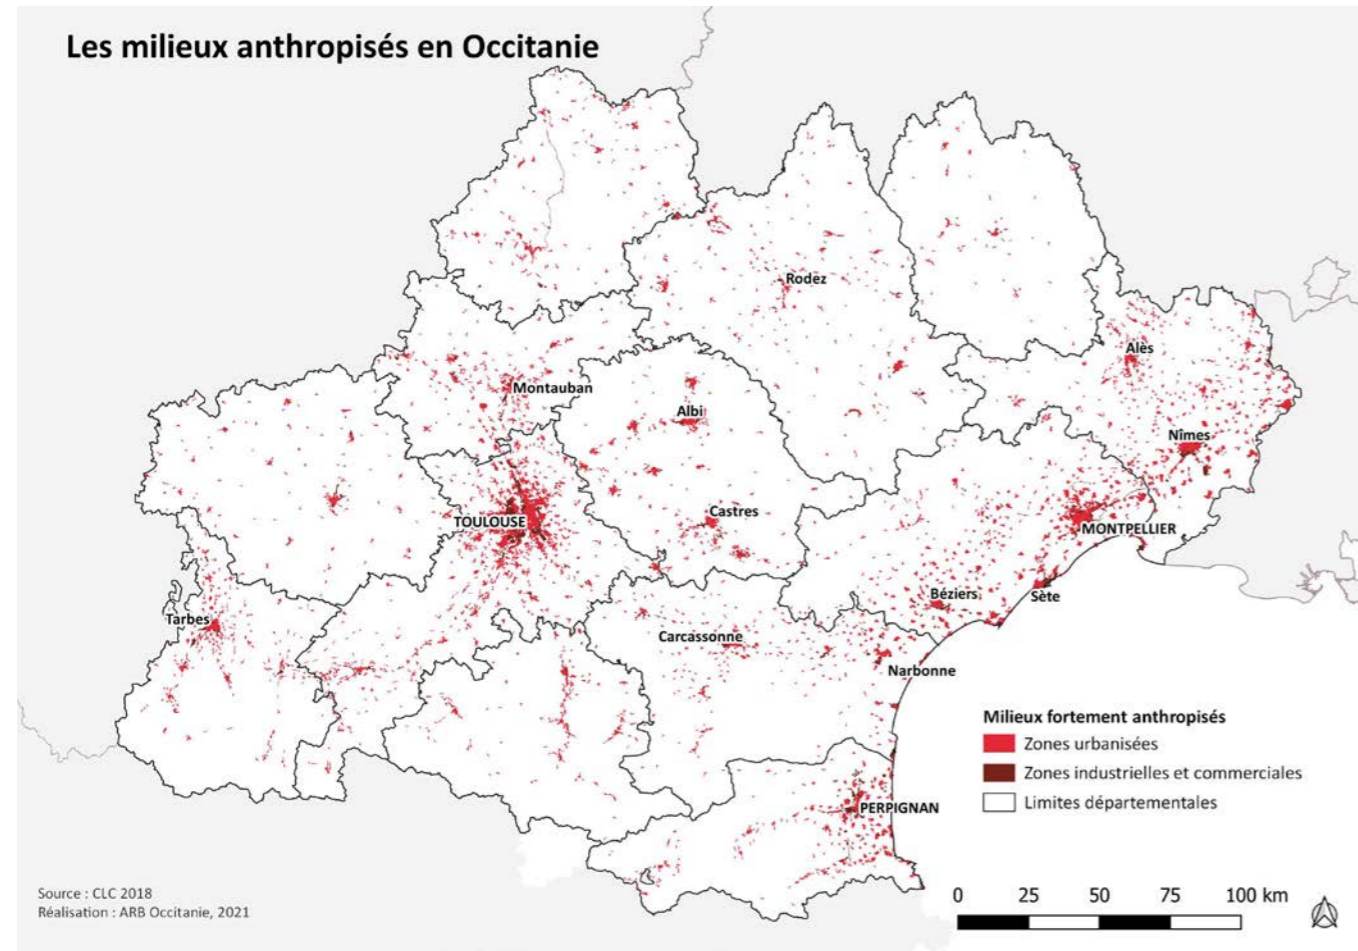 Les milieux anthropisés en Occitanie
Rodez
Alès
Montauban
Albi
Nîmes
Castres
TOULOUSE
MONTPELLIER
Béziers
Sète
Tarbes
Carcassonne
Narbonne
Milieux fortement anthropisés
Zones urbanisées
Zones industrielles et commerciales
Limites départementales
PERPIGNAN
Source : CLC 2018
Réalisation : ARB Occitanie, 2021
0 25 50 75 100 km